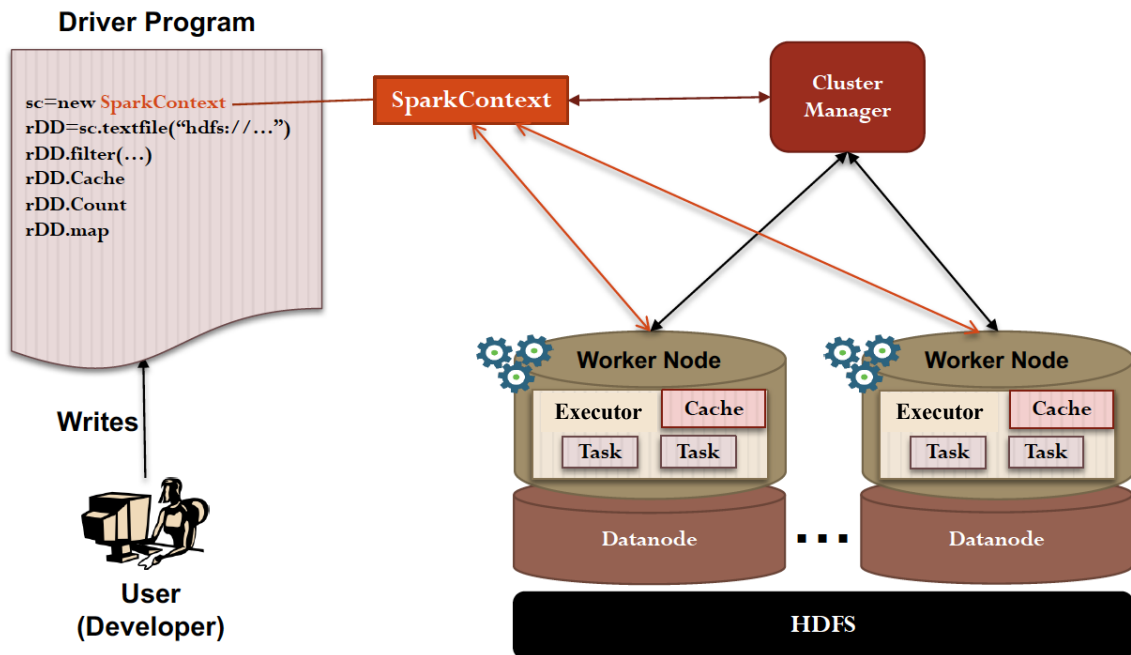 Driver Program
sc=new SparkContext
rDD=sc.textfile(“hdfs://…”)
rDD.filter(…)
rDD.Cache
rDD.Count
rDD.map
Writes
User
(Developer)
SparkContext
Cluster
Manager
Worker Node
Executor
Cache
Task
Task
Datanode
...
Worker Node
Executor
Cache
Task
Task
Datanode
HDFS